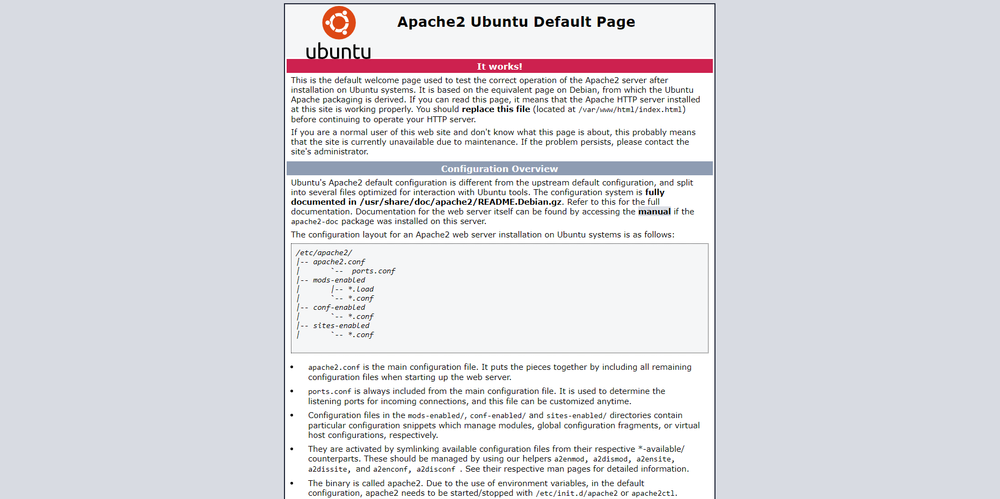 Apache2 Ubuntu Default Page
ubuntu
It works!
This is the default welcome page used to test the correct operation of the Apache2 server after
installation on Ubuntu systems. It is based on the equivalent page on Debian, from which the Ubuntu
Apache packaging is derived. If you can read this page, it means that the Apache HTTP server installed
at this site is working properly. You should replace this file (located at /var/www/html/index.html)
before continuing to operate your HTTP server.
If you are a normal user of this web site and don't know what this page is about, this probably means
that the site is currently unavailable due to maintenance. If the problem persists, please contact the
site's administrator.
Configuration Overview
Ubuntu's Apache2 default configuration is different from the upstream default configuration, and split
into several files optimized for interaction with Ubuntu tools. The configuration system is fully
documented in /usr/share/doc/apache2/README.Debian.gz. Refer to this for the full
documentation. Documentation for the web server itself can be found by accessing the manual if the
apache2-doc package was installed on this server.
The configuration layout for an Apache2 web server installation on Ubuntu systems is as follows:
/etc/apache2/
|-- apache2.conf
|       `--  ports.conf
|-- mods-enabled
|       |-- *.load
|       `-- *.conf
|-- conf-enabled
|       `-- *.conf
|-- sites-enabled
|       `-- *.conf
• apache2.conf is the main configuration file. It puts the pieces together by including all remaining
configuration files when starting up the web server.
• ports.conf is always included from the main configuration file. It is used to determine the
listening ports for incoming connections, and this file can be customized anytime.
• Configuration files in the mods-enabled/, conf-enabled/ and sites-enabled/ directories contain
particular configuration snippets which manage modules, global configuration fragments, or virtual
host configurations, respectively.
• They are activated by symlinking available configuration files from their respective *-available/
counterparts. These should be managed by using our helpers a2enmod, a2dismod, a2ensite,
a2dissite, and a2enconf, a2disconf . See their respective man pages for detailed information.
• The binary is called apache2. Due to the use of environment variables, in the default
configuration, apache2 needs to be started/stopped with /etc/init.d/apache2 or apache2ctl.